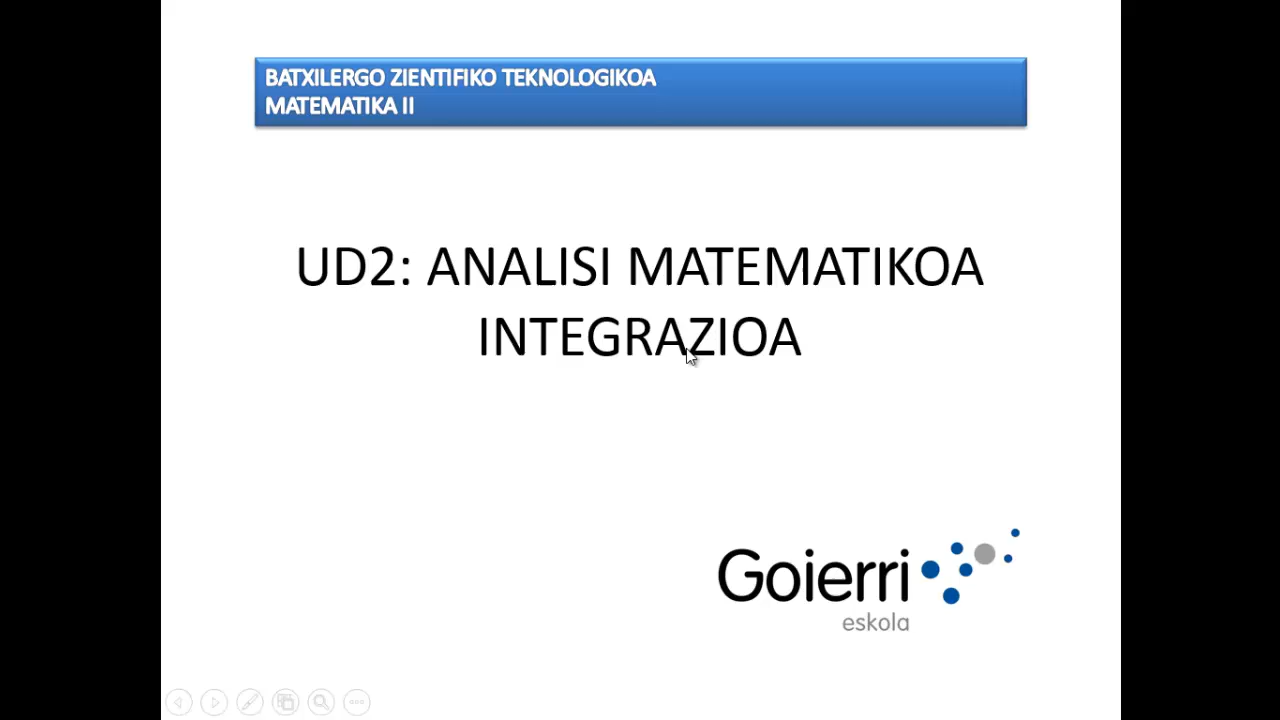 BATXILERGO ZIENTIFIKO TEKNOLOGIKOA
MATEMATIKA II
UD2: ANALISI MATEMATIKOA
INTEGRAZIOA
Goierri
eskola